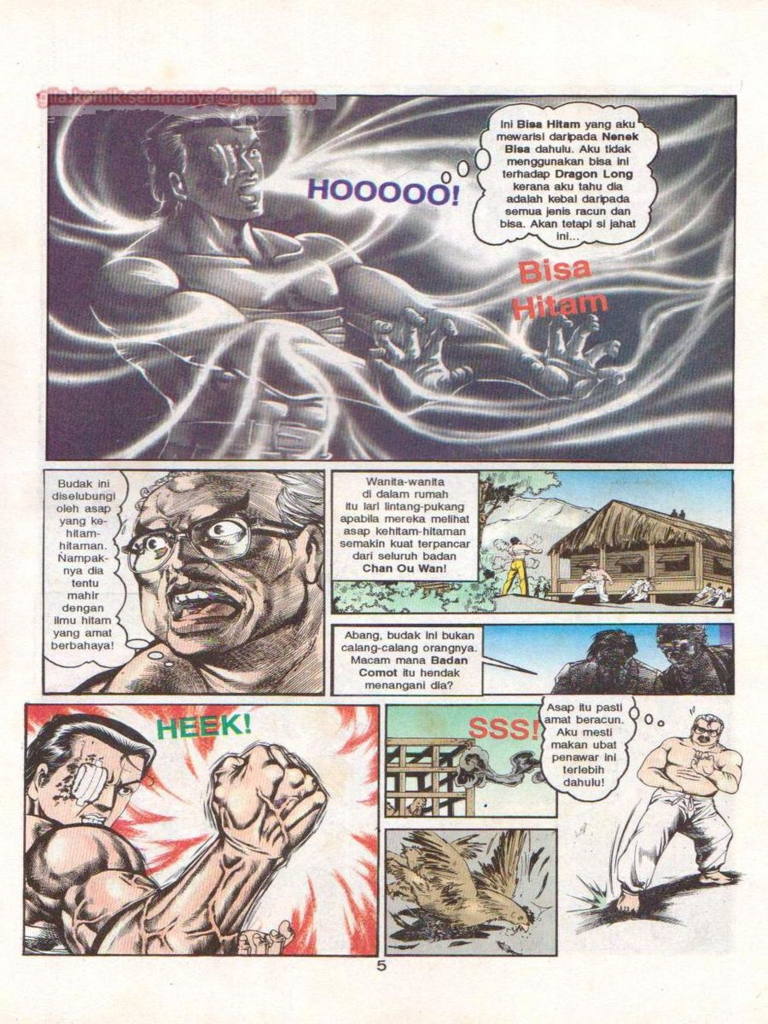 gila.komik.selamanya@gmail.com
Ini Bisa Hitam yang aku
mewarisi daripada Nenek
Bisa dahulu. Aku tidak
menggunakan bisa ini
terhadap Dragon Long
kerana aku tahu dia
adalah kebal daripada
semua jenis racun dan
bisa. Akan tetapi si jahat
ini...
HOOOOO!
Bisa
Hitam
Budak ini
diselubungi
oleh asap
yang ke-
hitam-
hitaman.
Nampak-
nya dia
tentu
mahir
dengan
ilmu hitam
yang amat
berbahaya!
Wanita-wanita
di dalam rumah
itu lari lintang-pukang
apabila mereka melihat
asap kehitam-hitaman
semakin kuat terpancar
dari seluruh badan
Chan Ou Wan!
Abang, budak ini bukan
calang-calang orangnya.
Macam mana Badan
Comot itu hendak
menangani dia?
HEEK!
SSS!
Asap itu pasti
amat beracun.
Aku mesti
makan ubat
penawar ini
terlebih
dahulu!
5